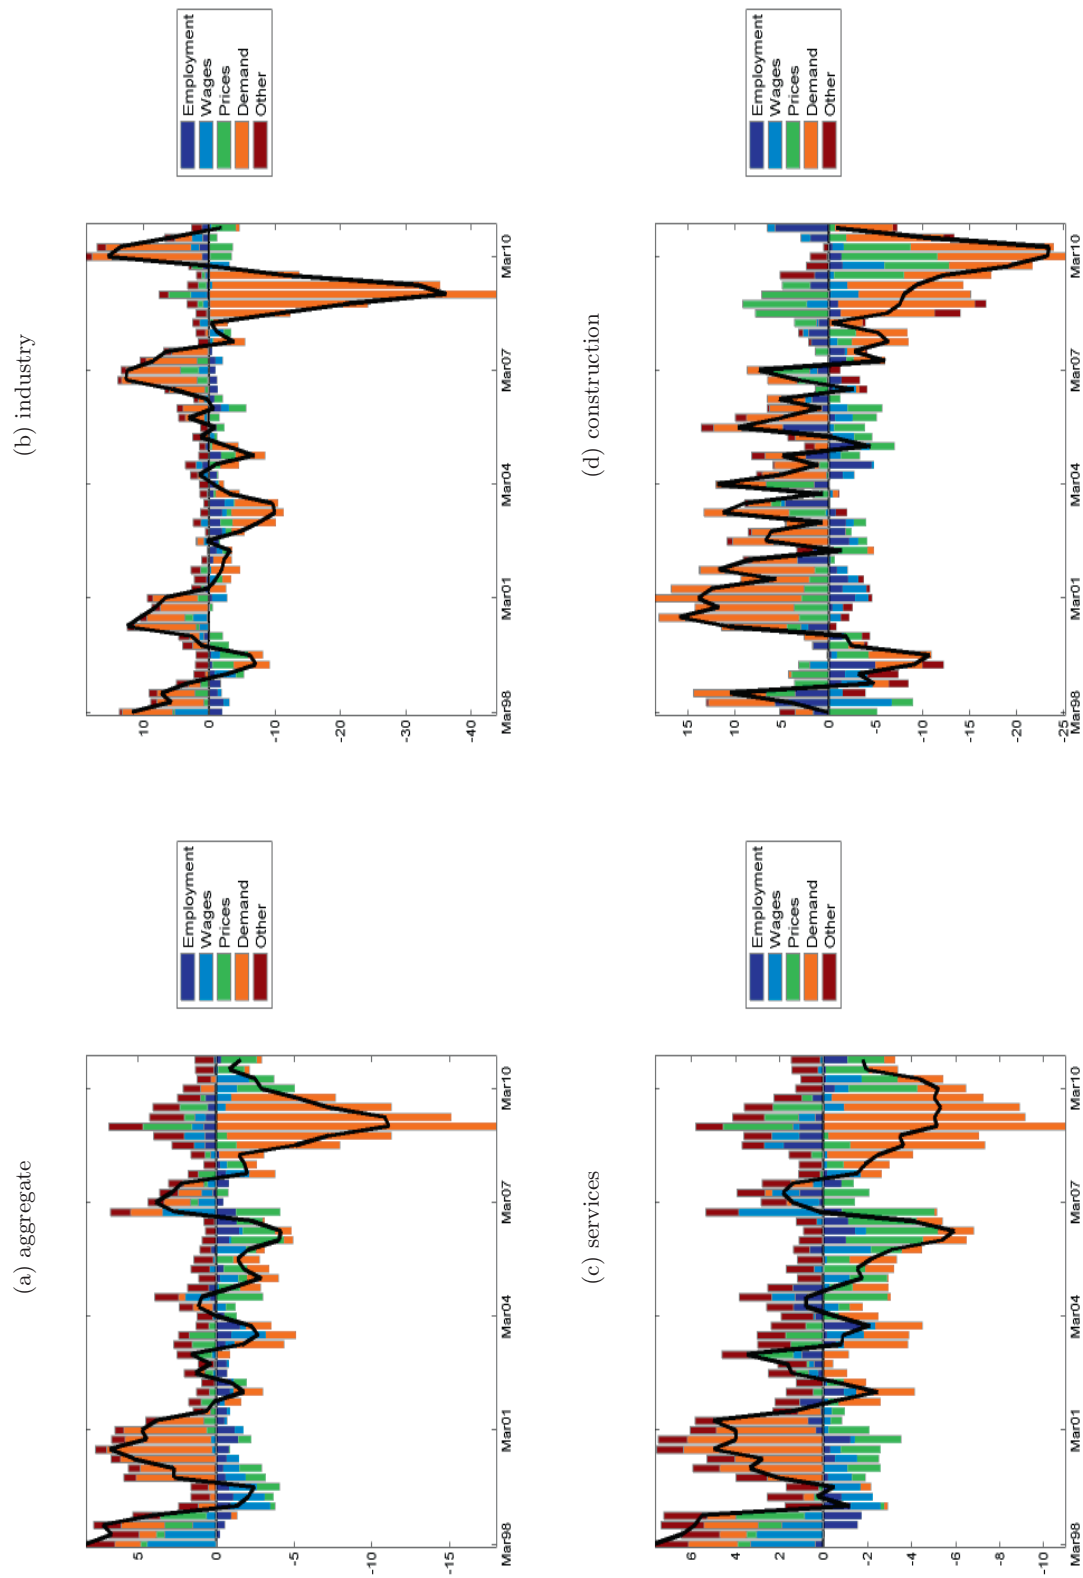 (a) aggregate
5
0
-5
-10
-15
Mar98 Mar01 Mar04 Mar07 Mar10
Employment
Wages
Prices
Demand
Other
(b) industry
10
0
-10
-20
-30
-40
Mar98 Mar01 Mar04 Mar07 Mar10
Employment
Wages
Prices
Demand
Other
(c) services
6
4
2
0
-2
-4
-6
-8
-10
Mar98 Mar01 Mar04 Mar07 Mar10
Employment
Wages
Prices
Demand
Other
(d) construction
15
10
5
0
-5
-10
-15
-20
-25
Mar98 Mar01 Mar04 Mar07 Mar10
Employment
Wages
Prices
Demand
Other